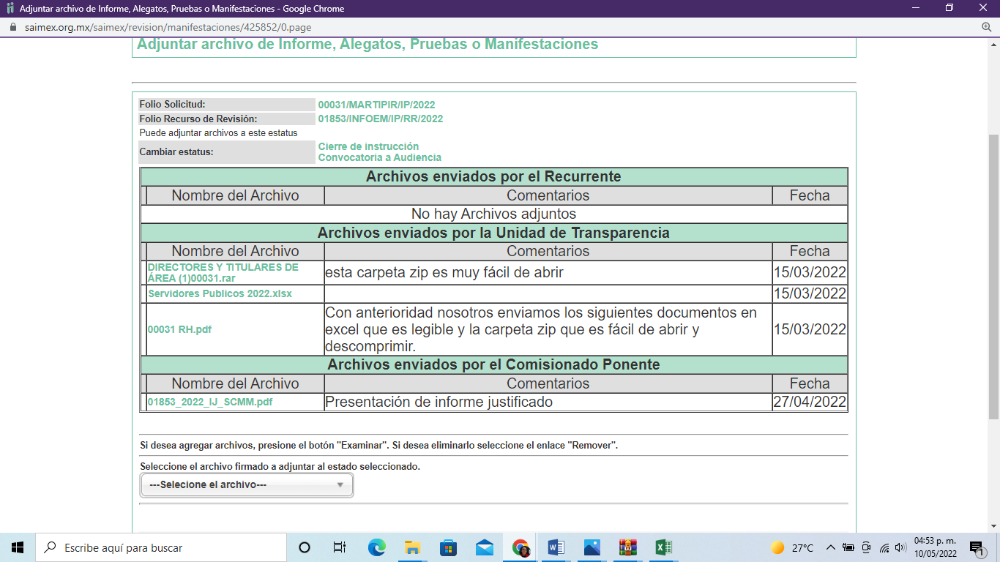 Adjuntar archivo de Informe, Alegatos, Pruebas o Manifestaciones - Google Chrome
saimex.org.mx/saimex/revision/manifestaciones/425852/0.page
Adjuntar archivo de Informe, Alegatos, Pruebas o Manifestaciones
Folio Solicitud: 00031/MARTIPIR/IP/2022
Folio Recurso de Revisión: 01853/INFOEM/IP/RR/2022
Puede adjuntar archivos a este estatus
Cambiar estatus: Cierre de instrucción
Convocatoria a Audiencia
Archivos enviados por el Recurrente
Nombre del Archivo Comentarios Fecha
No hay Archivos adjuntos
Archivos enviados por la Unidad de Transparencia
Nombre del Archivo Comentarios Fecha
DIRECTORES Y TITULARES DE
ÁREA (1)00031.rar esta carpeta zip es muy fácil de abrir 15/03/2022
Servidores Publicos 2022.xlsx 15/03/2022
Con anterioridad nosotros enviamos los siguientes documentos en
00031 RH.pdf excel que es legible y la carpeta zip que es fácil de abrir y 15/03/2022
descomprimir.
Archivos enviados por el Comisionado Ponente
Nombre del Archivo Comentarios Fecha
01853_2022_IJ_SCMM.pdf Presentación de informe justificado 27/04/2022
Si desea agregar archivos, presione el botón "Examinar". Si desea eliminarlo seleccione el enlace "Remover".
Seleccione el archivo firmado a adjuntar al estado seleccionado.
---Selecione el archivo---
Escribe aquí para buscar
27°C
04:53 p. m.
10/05/2022
1